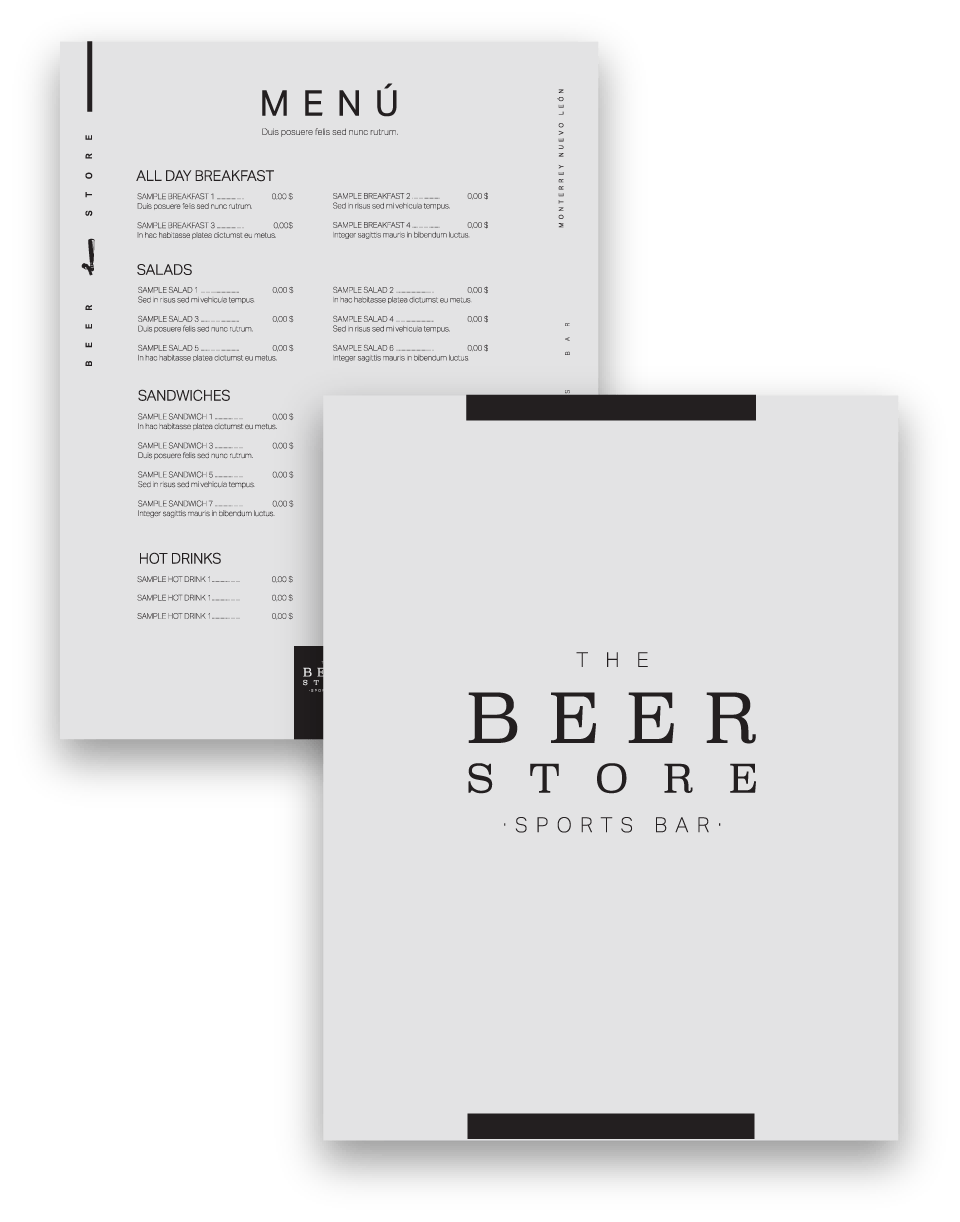 MENÚ
Duis posuere felis sed nunc rutrum.
BEER STORE
MONTERREY NUEVO LEÓN
S BAR
ALL DAY BREAKFAST
SAMPLE BREAKFAST 1 ............ 0.00 $
Duis posuere felis sed nunc rutrum.
SAMPLE BREAKFAST 2 ............ 0.00 $
Sed in risus sed mi vehicula tempus.
SAMPLE BREAKFAST 3 ............ 0.00$
In hac habitasse platea dictumst eu metus.
SAMPLE BREAKFAST 4 ............ 0.00 $
Integer sagittis mauris in bibendum luctus.
SALADS
SAMPLE SALAD 1 ............ 0.00 $
Sed in risus sed mi vehicula tempus.
SAMPLE SALAD 2 ............ 0.00 $
In hac habitasse platea dictumst eu metus.
SAMPLE SALAD 3 ............ 0.00 $
Duis posuere felis sed nunc rutrum.
SAMPLE SALAD 4 ............ 0.00 $
Sed in risus sed mi vehicula tempus.
SAMPLE SALAD 5 ............ 0.00 $
In hac habitasse platea dictumst eu metus.
SAMPLE SALAD 6 ............ 0.00 $
Integer sagittis mauris in bibendum luctus.
SANDWICHES
SAMPLE SANDWICH 1 ............ 0.00 $
In hac habitasse platea dictumst eu metus.
SAMPLE SANDWICH 3 ............ 0.00 $
Duis posuere felis sed nunc rutrum.
SAMPLE SANDWICH 5 ............ 0.00 $
Sed in risus sed mi vehicula tempus.
SAMPLE SANDWICH 7 ............ 0.00 $
Integer sagittis mauris in bibendum luctus.
HOT DRINKS
SAMPLE HOT DRINK 1 ............ 0.00 $
SAMPLE HOT DRINK 1 ............ 0.00 $
SAMPLE HOT DRINK 1 ............ 0.00 $
THE
BEER
STORE
·SPORTS BAR·